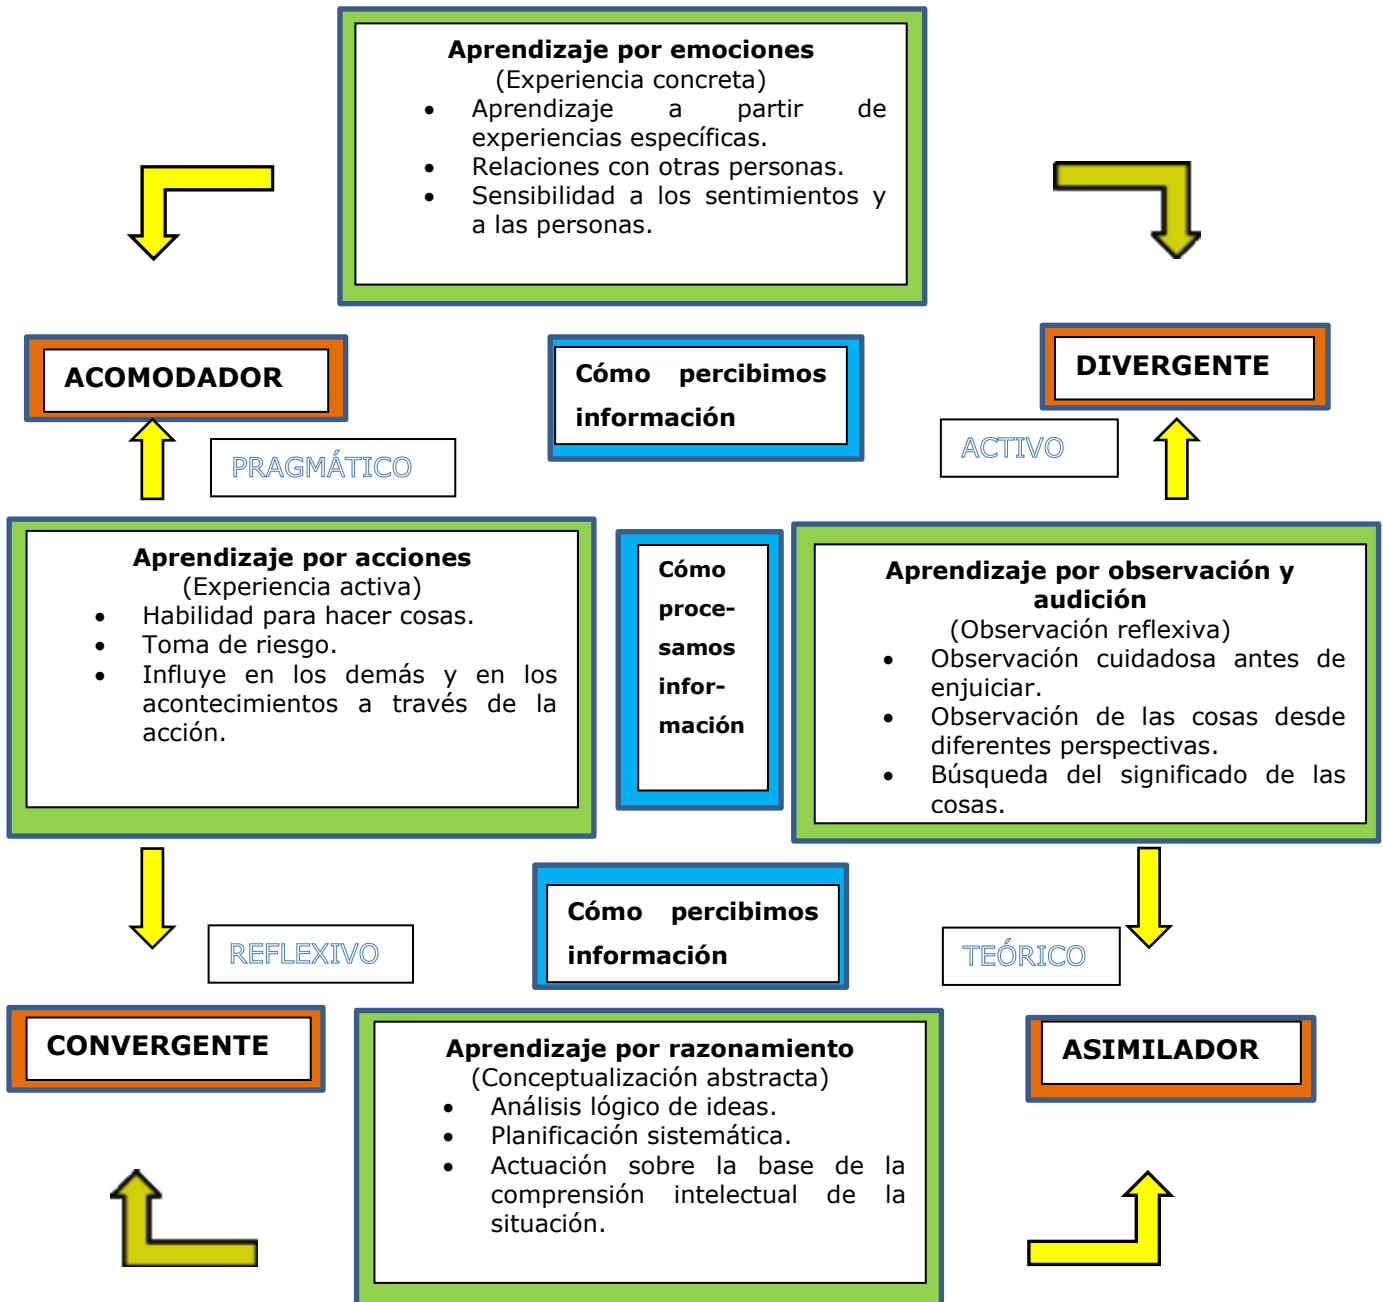 Aprendizaje por emociones
(Experiencia concreta)
• Aprendizaje a partir de
experiencias específicas.
• Relaciones con otras personas.
• Sensibilidad a los sentimientos y
a las personas.
ACOMODADOR
Cómo percibimos
información
DIVERGENTE
PRAGMÁTICO
ACTIVO
Aprendizaje por acciones
(Experiencia activa)
• Habilidad para hacer cosas.
• Toma de riesgo.
• Influye en los demás y en los
acontecimientos a través de la
acción.
Cómo
proce-
samos
infor-
mación
Aprendizaje por observación y
audición
(Observación reflexiva)
• Observación cuidadosa antes de
enjuiciar.
• Observación de las cosas desde
diferentes perspectivas.
• Búsqueda del significado de las
cosas.
REFLEXIVO
Cómo percibimos
información
TEÓRICO
CONVERGENTE
Aprendizaje por razonamiento
(Conceptualización abstracta)
• Análisis lógico de ideas.
• Planificación sistemática.
• Actuación sobre la base de la
comprensión intelectual de la
situación.
ASIMILADOR